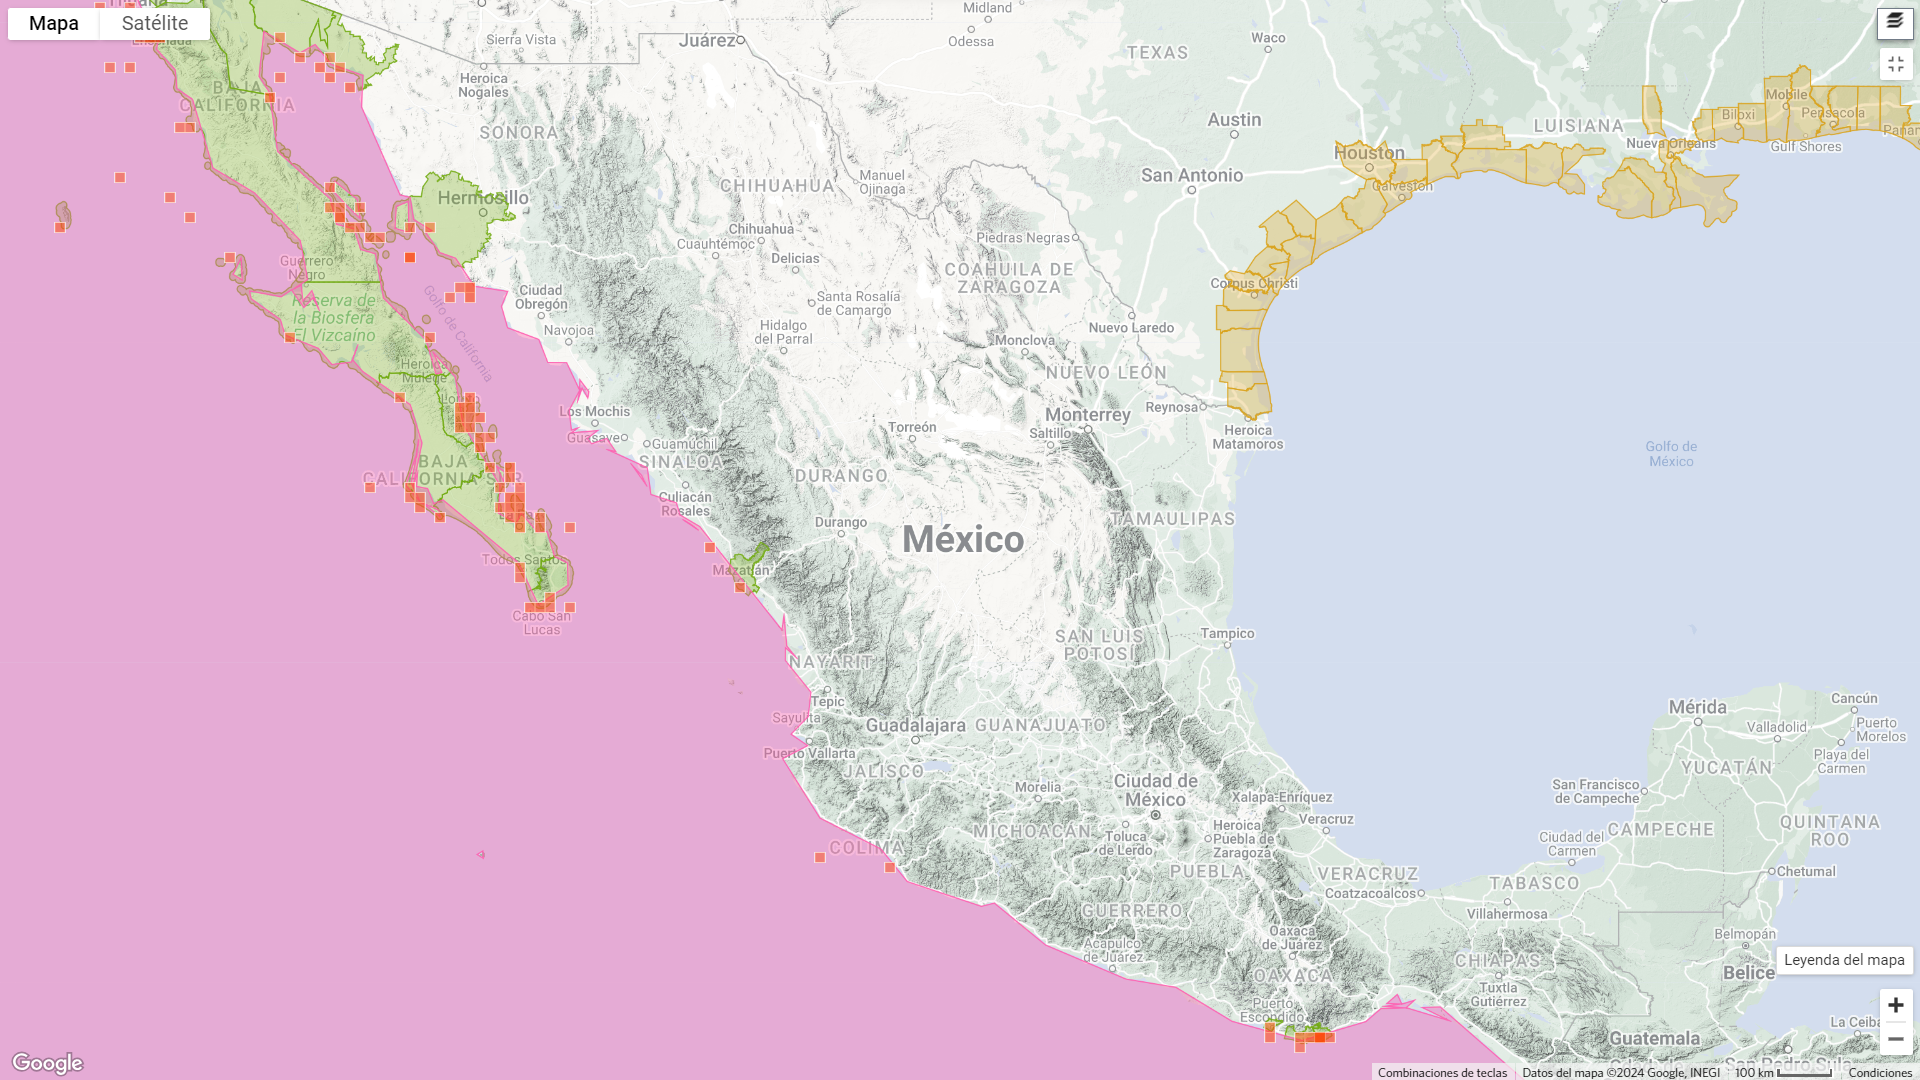 Mapa
Satélite
Ensenada
Sierra Vista
Juárez
Midland
Odessa
TEXAS
Waco
Heroica
Nogales
BAJA
CALIFORNIA
SONORA
Austin
LUISIANA
Mobile
Biloxi
Pensacola
Nueva Orleans
Gulf Shores
Houston
Galveston
San Antonio
CHIHUAHUA
Manuel
Ojinaga
Hermosillo
Chihuahua
Cuauhtémoc
Delicias
Piedras Negras
Guerrero
Negro
COAHUILA DE
ZARAGOZA
Corpus Christi
Ciudad
Obregón
Golfo de California
Reserva de
la Biosfera
El Vizcaíno
Santa Rosalía
de Camargo
Navojoa
Hidalgo
del Parral
Nuevo Laredo
Monclova
Heroica
Mulegé
NUEVO LEÓN
Loreto
Los Mochis
Guasave
Monterrey
Reynosa
Torreón
Saltillo
Heroica
Matamoros
Guamúchil
SINALOA
Golfo de
México
BAJA
CALIFORNIA SUR
DURANGO
Culiacán
Rosales
Durango
TAMAULIPAS
México
Todos Santos
Mazatlán
Cabo San
Lucas
SAN LUIS
POTOSÍ
Tampico
NAYARIT
Tepic
Sayulita
Guadalajara
GUANAJUATO
Mérida
Cancún
Valladolid
Puerto
Morelos
Puerto Vallarta
Playa del
Carmen
JALISCO
Ciudad de
México
YUCATÁN
Morelia
Xalapa-Enríquez
San Francisco
de Campeche
Veracruz
MICHOACÁN
Toluca
de Lerdo
Heroica
Puebla de
Zaragoza
Ciudad del
Carmen
CAMPECHE
QUINTANA
ROO
COLIMA
PUEBLA
VERACRUZ
Coatzacoalcos
TABASCO
Chetumal
GUERRERO
Villahermosa
Acapulco
de Juárez
Oaxaca
de Juárez
Belmopán
CHIAPAS
OAXACA
Belice
Leyenda del mapa
Tuxtla
Gutiérrez
Puerto
Escondido
La Ceiba
Guatemala
San Pedro Sula
Google
Combinaciones de teclas
Datos del mapa ©2024 Google, INEGI
100 km
Condiciones